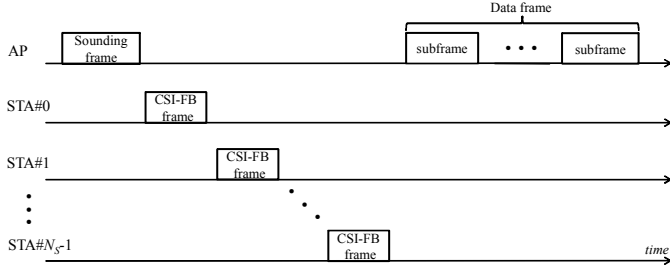 Data frame
AP
Sounding
frame
subframe
• • •
subframe
STA#0
CSI-FB
frame
STA#1
CSI-FB
frame
STA#N_S-1
CSI-FB
frame
time